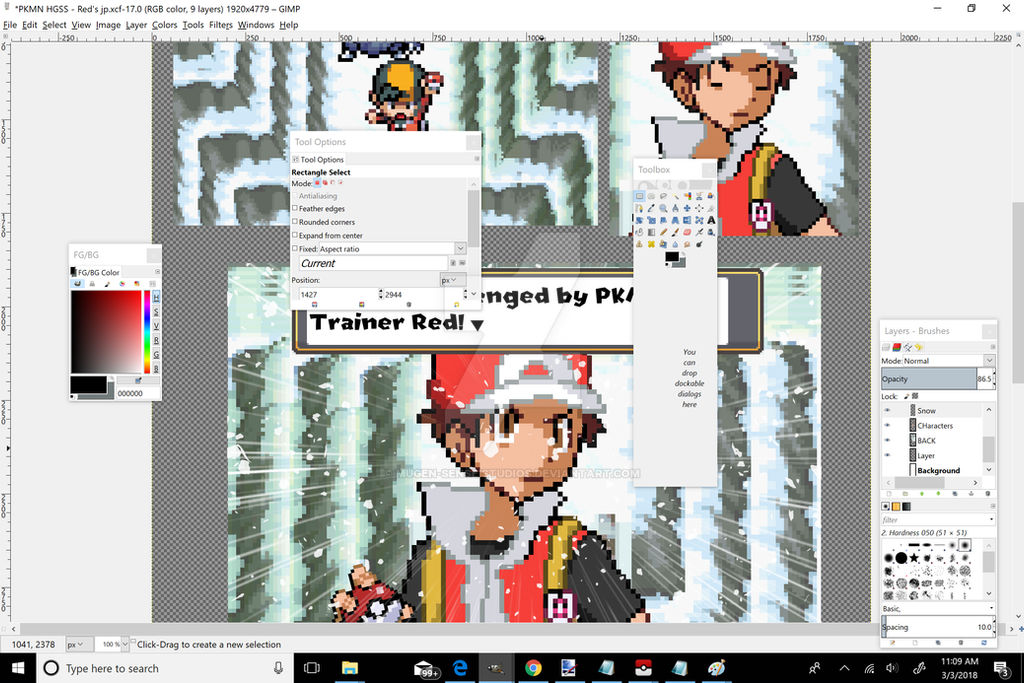 *PKMN HGSS - Red's jp.xcf-17.0 (RGB color, 9 layers) 1920x4779 – GIMP
File Edit Select View Image Layer Colors Tools Filters Windows Help
-250 0 250 500 750 1000 1250 1500 1750 2000 2250
Tool Options
Tool Options
Rectangle Select
Mode:
Antialiasing
Feather edges
Rounded corners
Expand from center
Fixed: Aspect ratio
Current
Position: px
1427 2944
Toolbox
You
can
drop
dockable
dialogs
here
FG/BG
FG/BG Color
H
S
V
R
G
B
000000
enged by PK
Trainer Red!
MUGEN-SENSEISTUDIOS.DEVIANTART.COM
Layers - Brushes
Mode: Normal
Opacity 86.5
Lock:
Snow
CHaracters
BACK
Layer
Background
filter
2. Hardness 050 (51 × 51)
Basic,
Spacing 10.0
1041, 2378 px 100 % Click-Drag to create a new selection
Type here to search
99+
11:09 AM
3/3/2018
3